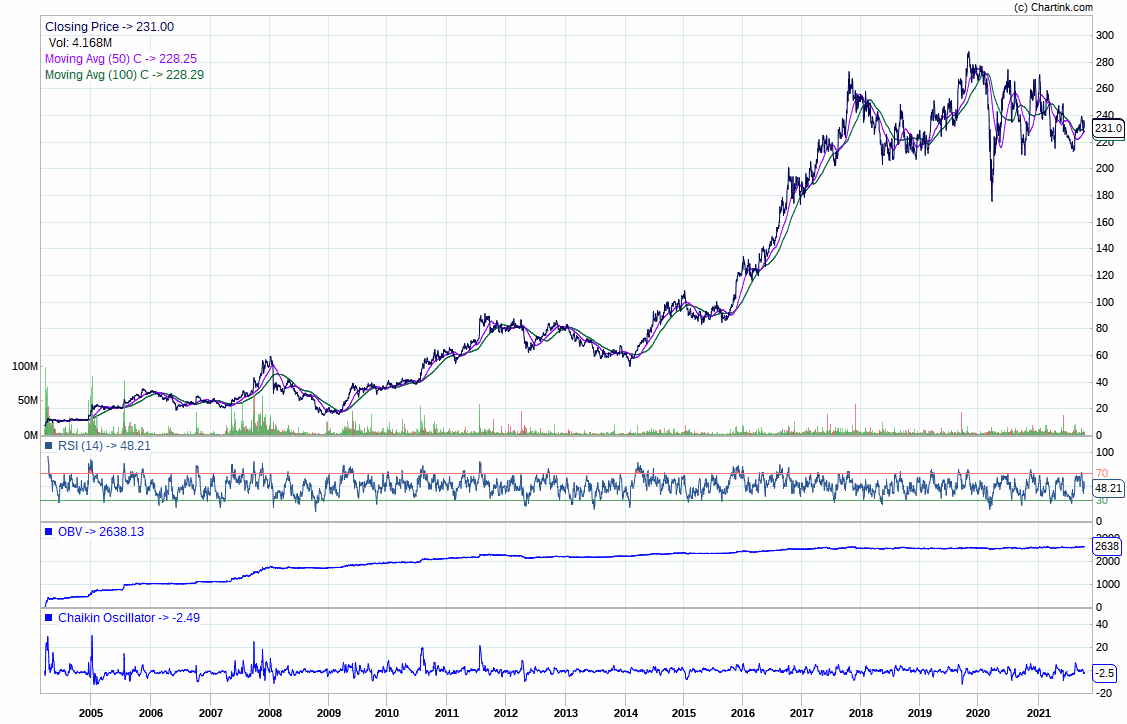 (c) Chartink.com
Closing Price -> 231.00
Vol: 4.168M
Moving Avg (50) C -> 228.25
Moving Avg (100) C -> 228.29
300
280
260
240
231.0
220
200
180
160
140
120
100
80
60
40
20
0
100M
50M
0M
RSI (14) -> 48.21
100
70
48.21
30
0
OBV -> 2638.13
3000
2638
2000
1000
0
Chaikin Oscillator -> -2.49
40
20
-2.5
-20
2005 2006 2007 2008 2009 2010 2011 2012 2013 2014 2015 2016 2017 2018 2019 2020 2021